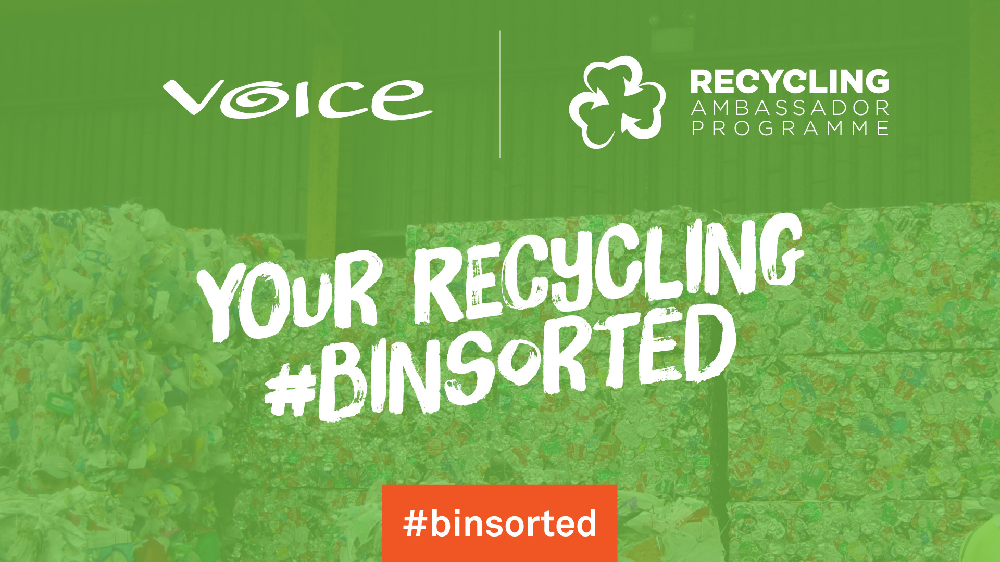 VOICE
RECYCLING
AMBASSADOR
PROGRAMME
YOUR RECYCLING
#BINSORTED
#binsorted